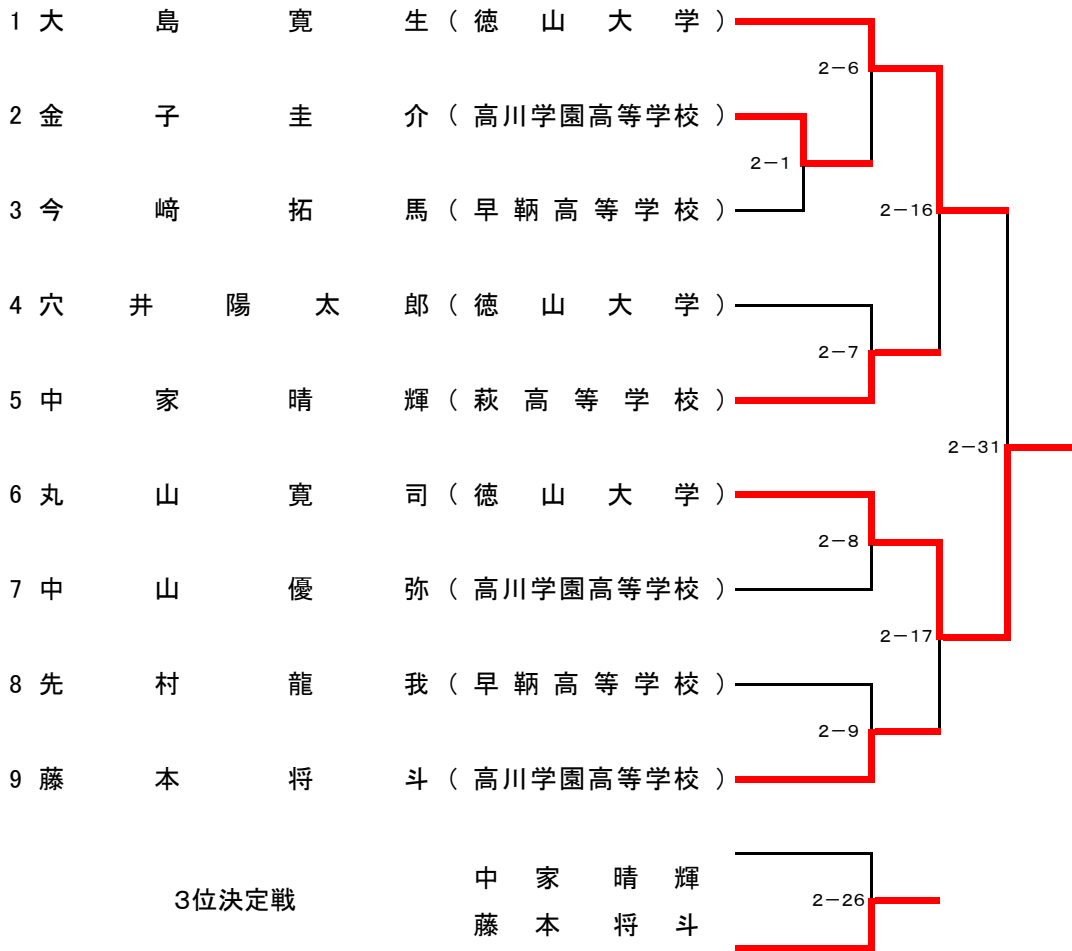 1 大島寛生(徳山大学)
2-6
2 金子圭介(高川学園高等学校)
2-1
3 今﨑拓馬(早鞆高等学校)
2-16
4 穴井陽太郎(徳山大学)
2-7
5 中家晴輝(萩高等学校)
2-31
6 丸山寛司(徳山大学)
2-8
7 中山優弥(高川学園高等学校)
2-17
8 先村龍我(早鞆高等学校)
2-9
9 藤本将斗(高川学園高等学校)
3位決定戦
中家晴輝
2-26
藤本将斗